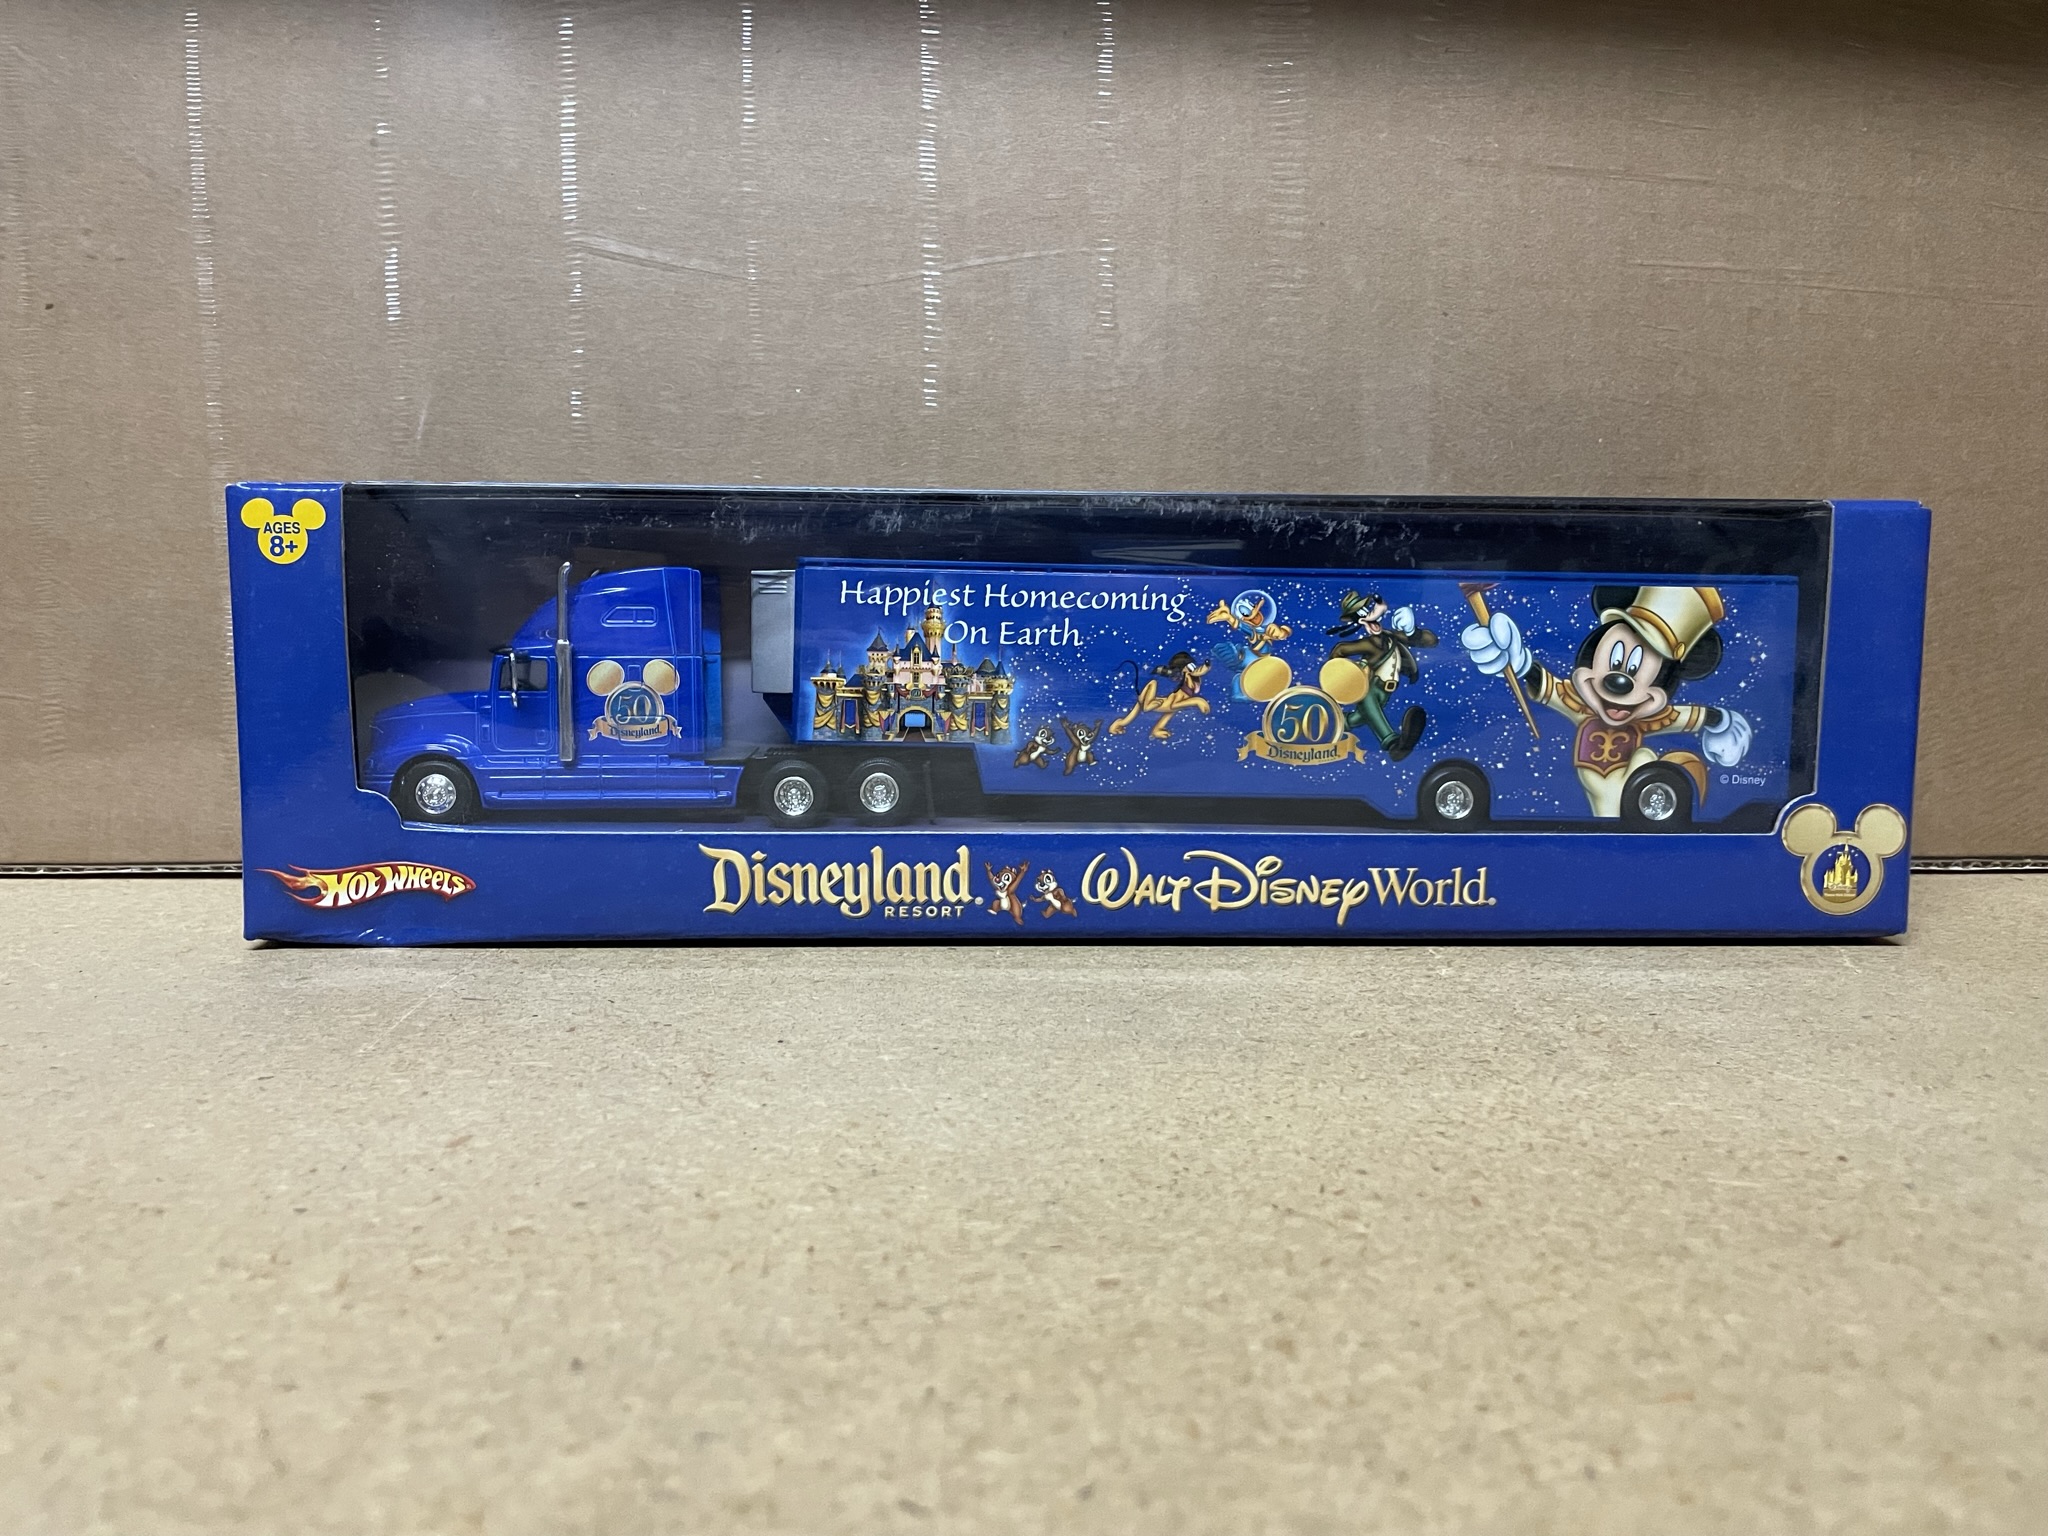 AGES
8+
Happiest Homecoming
On Earth
50
Disneyland.
50
Disneyland.
© Disney
HOT WHEELS
Disneyland.
RESORT
WALT DISNEY World.